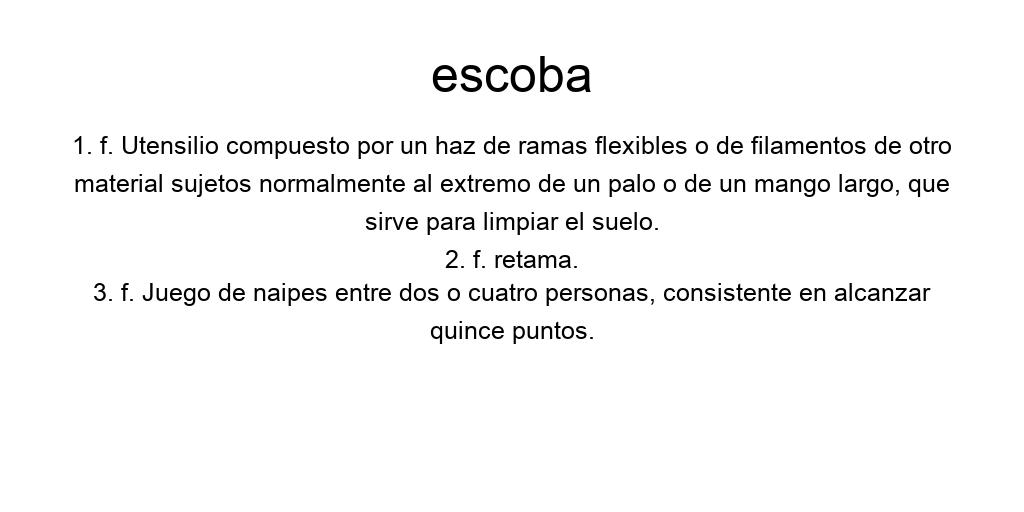 escoba
1. f. Utensilio compuesto por un haz de ramas flexibles o de filamentos de otro
material sujetos normalmente al extremo de un palo o de un mango largo, que
sirve para limpiar el suelo.
2. f. retama.
3. f. Juego de naipes entre dos o cuatro personas, consistente en alcanzar
quince puntos.